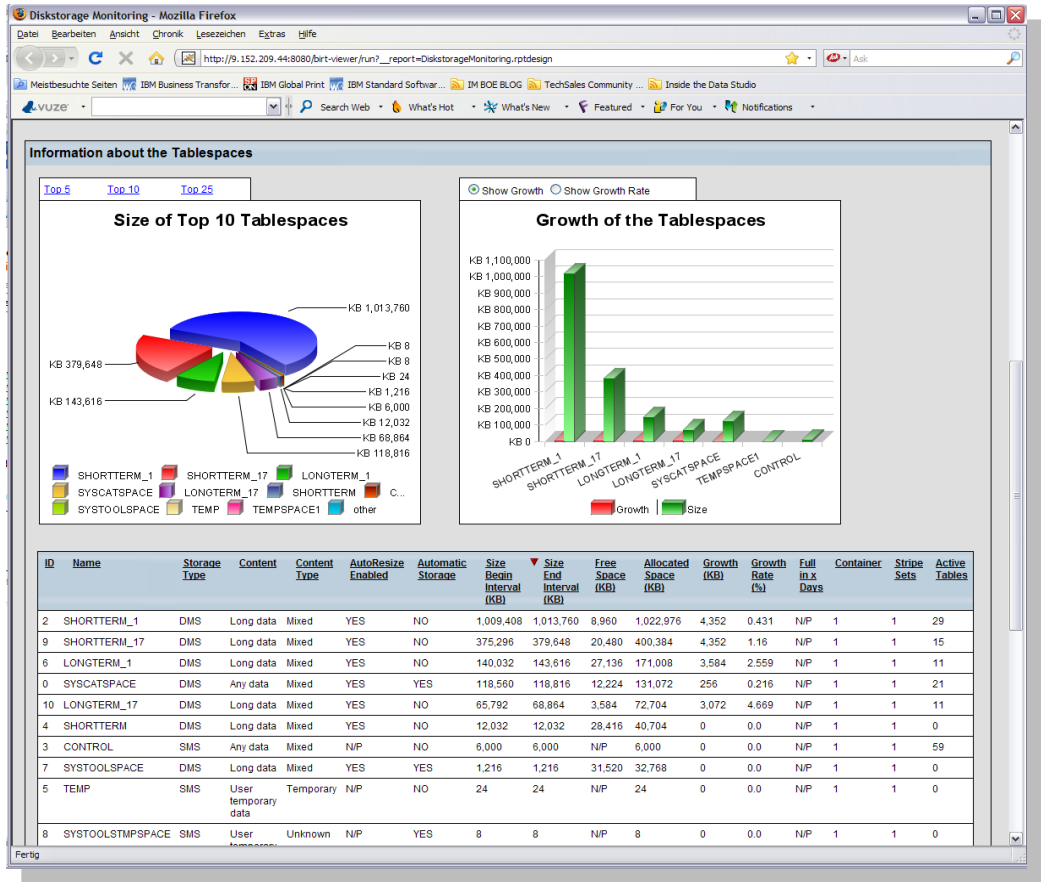 Diskstorage Monitoring - Mozilla Firefox
Datei Bearbeiten Ansicht Chronik Lesezeichen Extras Hilfe
http://9.152.209.44:8080/birt-viewer/run?__report=DiskstorageMonitoring.rptdesign
Ask
Meistbesuchte Seiten IBM Business Transfor... IBM Global Print IBM Standard Softwar... IM BOE BLOG TechSales Community ... Inside the Data Studio
vuze Search Web What's Hot What's New Featured For You Notifications
Information about the Tablespaces
Top 5 Top 10 Top 25
Size of Top 10 Tablespaces
KB 1,013,760
KB 8
KB 8
KB 24
KB 1,216
KB 6,000
KB 12,032
KB 68,864
KB 118,816
KB 379,648
KB 143,616
SHORTTERM_1 SHORTTERM_17 LONGTERM_1
SYSCATSPACE LONGTERM_17 SHORTTERM C...
SYSTOOLSPACE TEMP TEMPSPACE1 other
Show Growth Show Growth Rate
Growth of the Tablespaces
KB 1,100,000
KB 1,000,000
KB 900,000
KB 800,000
KB 700,000
KB 600,000
KB 500,000
KB 400,000
KB 300,000
KB 200,000
KB 100,000
KB 0
SHORTTERM_1 SHORTTERM_17 LONGTERM_1 LONGTERM_17 SYSCATSPACE TEMPSPACE1 CONTROL
Growth Size
ID Name Storage Type Content Content Type AutoResize Enabled Automatic Storage Size Begin Interval (KB) Size End Interval (KB) Free Space (KB) Allocated Space (KB) Growth (KB) Growth Rate (%) Full in x Days Container Stripe Sets Active Tables
2 SHORTTERM_1 DMS Long data Mixed YES NO 1,009,408 1,013,760 8,960 1,022,976 4,352 0.431 N/P 1 1 29
9 SHORTTERM_17 DMS Long data Mixed YES NO 375,296 379,648 20,480 400,384 4,352 1.16 N/P 1 1 15
6 LONGTERM_1 DMS Long data Mixed YES NO 140,032 143,616 27,136 171,008 3,584 2.559 N/P 1 1 11
0 SYSCATSPACE DMS Any data Mixed YES YES 118,560 118,816 12,224 131,072 256 0.216 N/P 1 1 21
10 LONGTERM_17 DMS Long data Mixed YES NO 65,792 68,864 3,584 72,704 3,072 4.669 N/P 1 1 11
4 SHORTTERM DMS Long data Mixed YES NO 12,032 12,032 28,416 40,704 0 0.0 N/P 1 1 0
3 CONTROL SMS Any data Mixed N/P NO 6,000 6,000 N/P 6,000 0 0.0 N/P 1 1 59
7 SYSTOOLSPACE DMS Long data Mixed YES YES 1,216 1,216 31,520 32,768 0 0.0 N/P 1 1 0
5 TEMP SMS User temporary data Temporary N/P NO 24 24 N/P 24 0 0.0 N/P 1 1 0
8 SYSTOOLSTMPSPACE SMS User Unknown N/P YES 8 8 N/P 8 0 0.0 N/P 1 1 0
Fertig